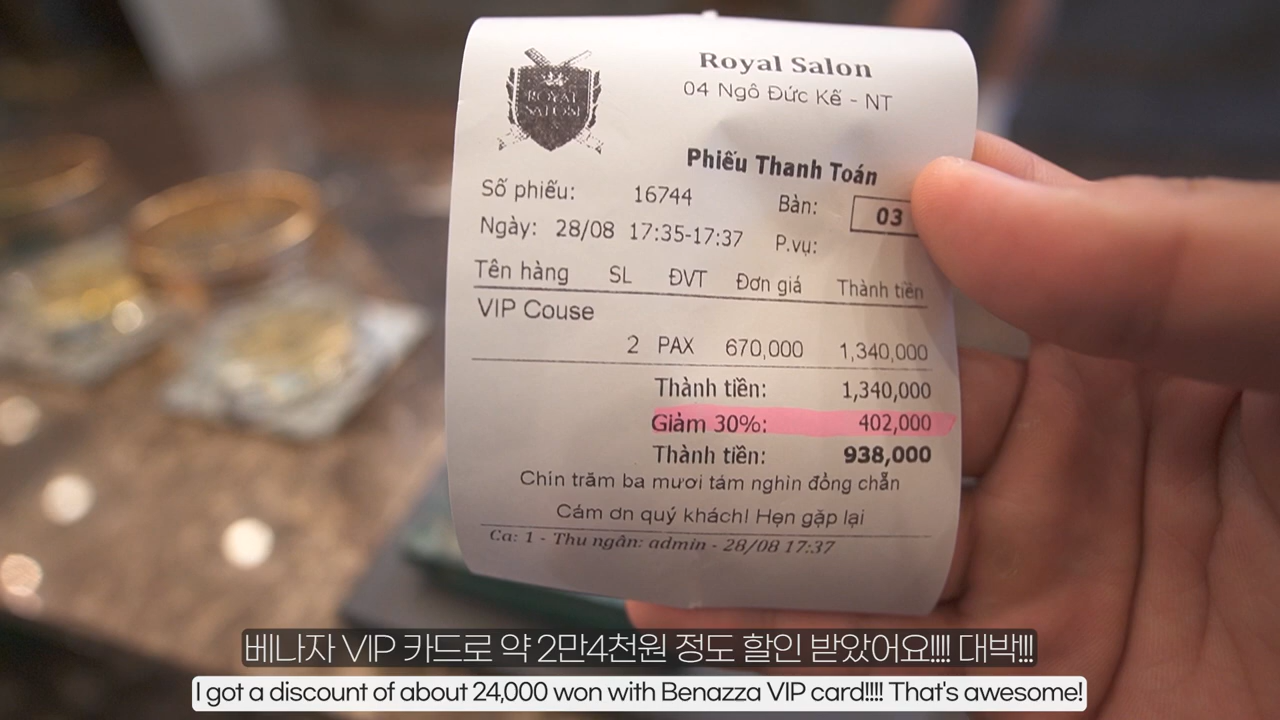 ROYAL
SALON
Royal Salon
04 Ngô Đức Kế - NT
Phiếu Thanh Toán
Số phiếu: 16744 Bàn: 03
Ngày: 28/08 17:35-17:37 P.vụ:
Tên hàng SL ĐVT Đơn giá Thành tiền
VIP Couse
2 PAX 670,000 1,340,000
Thành tiền: 1,340,000
Giảm 30%: 402,000
Thành tiền: 938,000
Chín trăm ba mươi tám nghìn đồng chẵn
Cám ơn quý khách! Hẹn gặp lại
Ca: 1 - Thu ngân: admin - 28/08 17:37
베나자 VIP 카드로 약 2만4천원 정도 할인 받았어요!!!! 대박!!!
I got a discount of about 24,000 won with Benazza VIP card!!!! That's awesome!